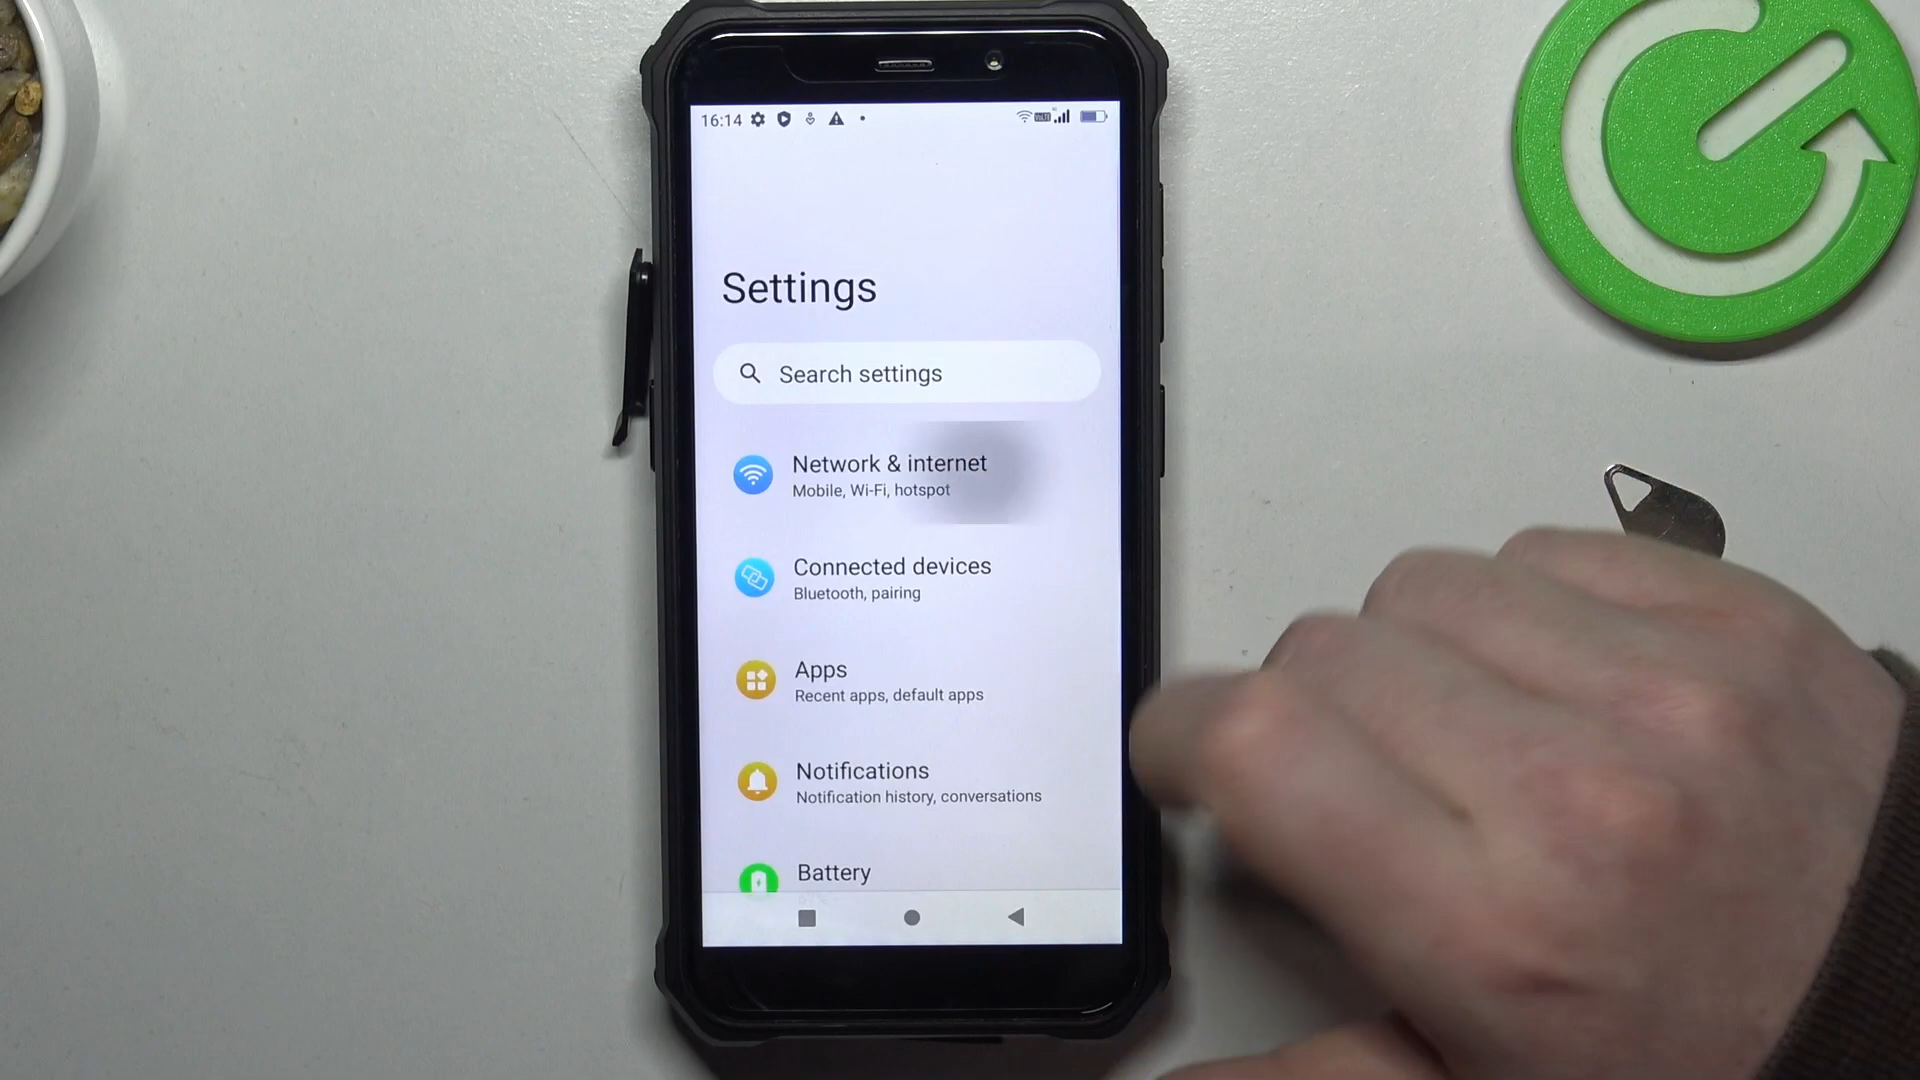 16:14
Settings
Search settings
Network & internet
Mobile, Wi-Fi, hotspot
Connected devices
Bluetooth, pairing
Apps
Recent apps, default apps
Notifications
Notification history, conversations
Battery